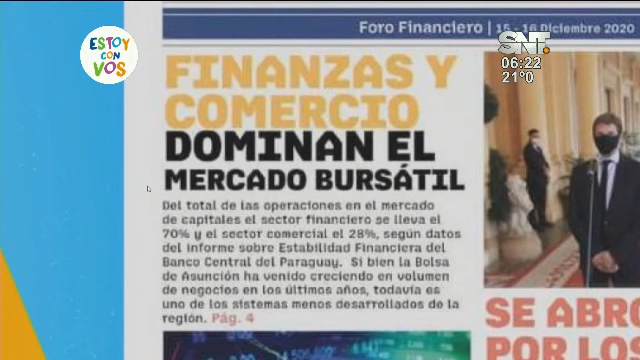 Foro Financiero | 15 - 16 Diciembre 2020
ESTOY
CON
VOS
SNT.
06:22
21°0
FINANZAS Y
COMERCIO
DOMINAN EL
MERCADO BURSÁTIL
Del total de las operaciones en el mercado
de capitales el sector financiero se lleva el
70% y el sector comercial el 28%, según datos
del informe sobre Estabilidad Financiera del
Banco Central del Paraguay. Si bien la Bolsa
de Asunción ha venido creciendo en volumen
de negocios en los últimos años, todavía es
uno de los sistemas menos desarrollados de la
región. Pág. 4
SE ABRO
POR LOS